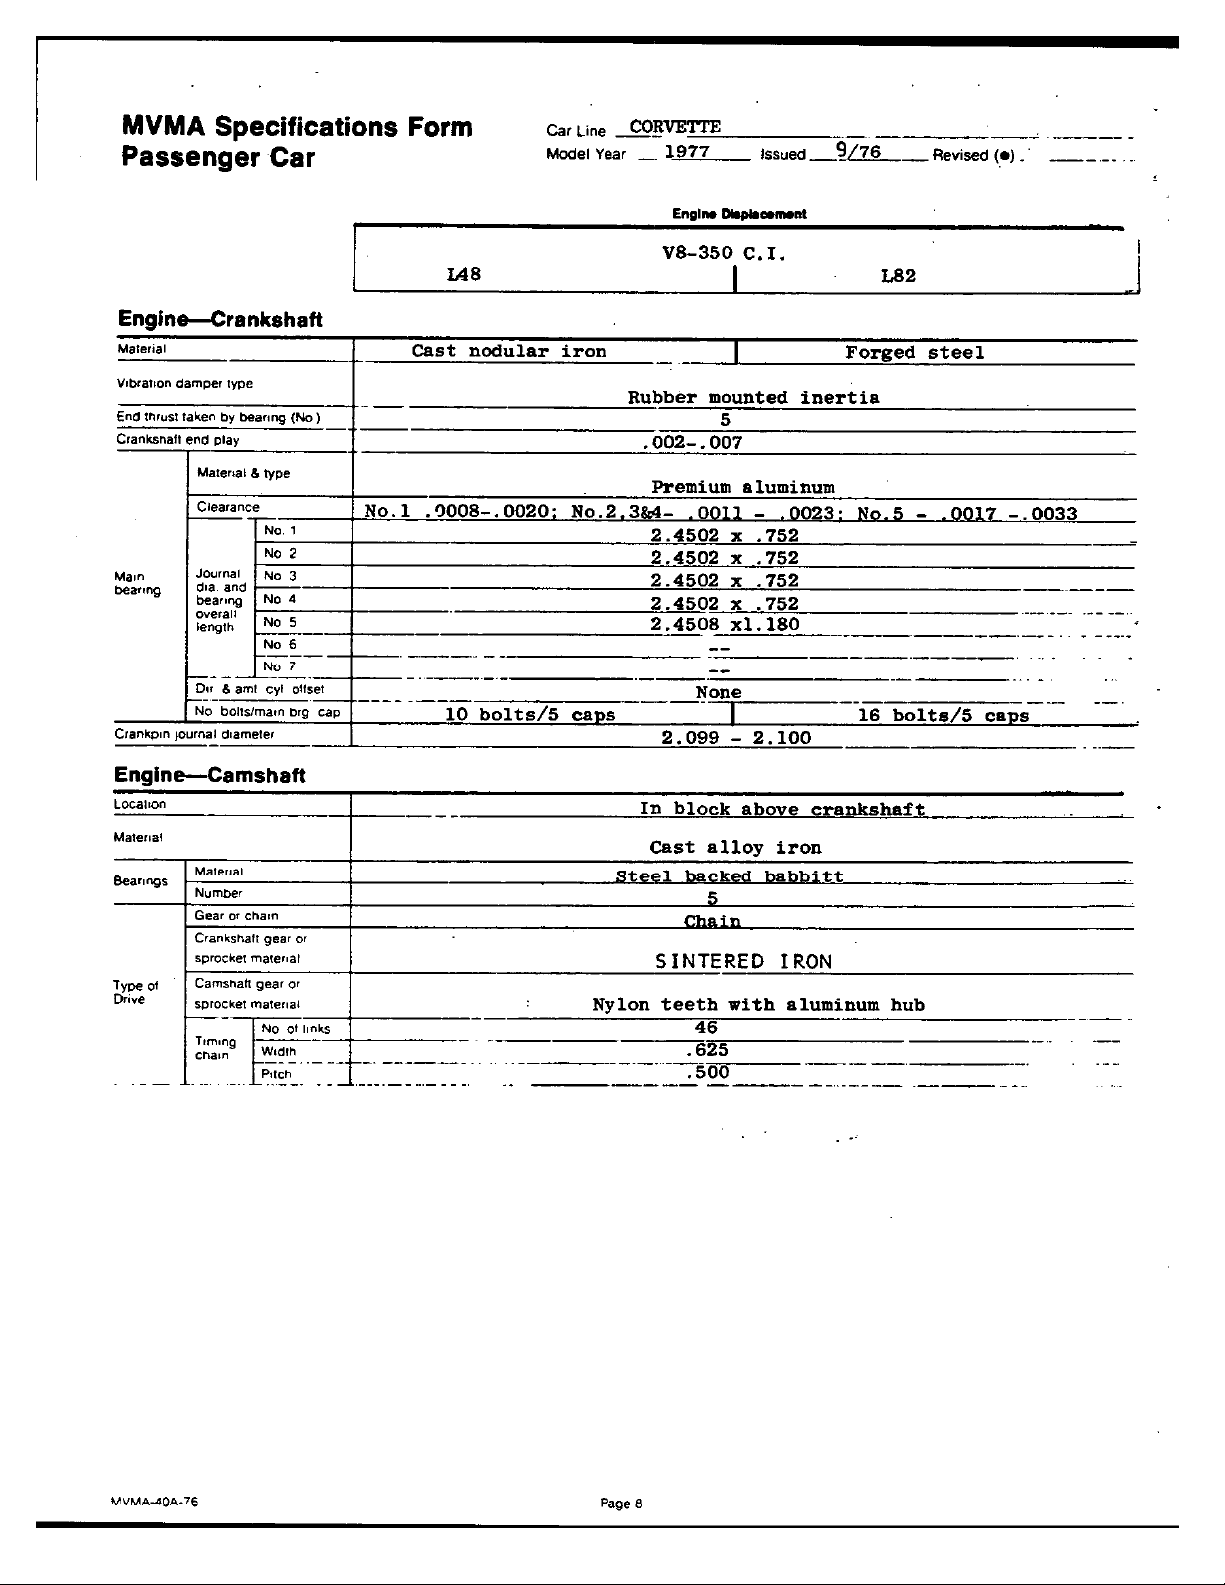 MVMA Specifications Form
Passenger Car
Car Line CORVETTE
Model Year 1977 Issued 9/76 Revised (●)
Engine Displacement
V8-350 C.I.
L48 L82
Engine—Crankshaft
Material Cast nodular iron Forged steel
Vibration damper type Rubber mounted inertia
End thrust taken by bearing (No) 5
Crankshaft end play .002-.007
Main bearing
Material & type Premium aluminum
Clearance No.1 .0008-.0020; No.2,3&4- .0011 - .0023; No.5 - .0017 -.0033
Journal dia. and bearing overall length
No. 1 2.4502 x .752
No 2 2.4502 x .752
No 3 2.4502 x .752
No 4 2.4502 x .752
No 5 2.4508 x1.180
No 6 --
No 7 --
Dir & amt cyl offset None
No bolts/main brg cap 10 bolts/5 caps 16 bolts/5 caps
Crankpin journal diameter 2.099 - 2.100
Engine—Camshaft
Location In block above crankshaft
Material Cast alloy iron
Bearings
Material Steel backed babbitt
Number 5
Type of Drive
Gear or chain Chain
Crankshaft gear or
sprocket material SINTERED IRON
Camshaft gear or
sprocket material Nylon teeth with aluminum hub
Timing chain
No of links 46
Width .625
Pitch .500
MVMA-40A-76 Page 8